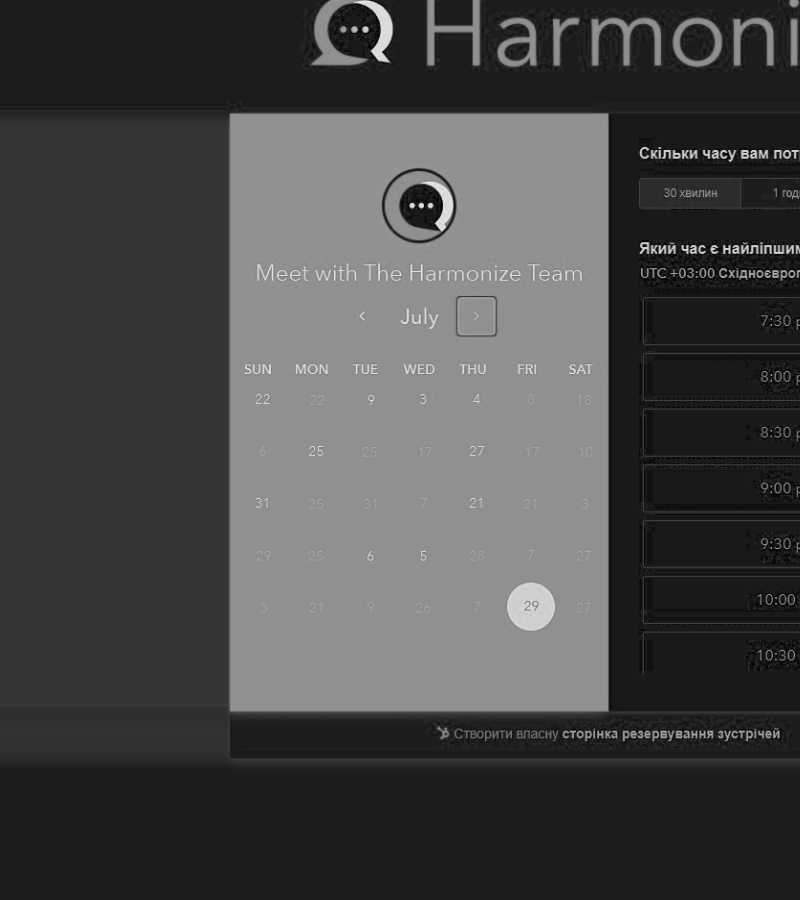 Harmoni
Meet with The Harmonize Team
July
SUN MON TUE WED THU FRI SAT
22 22 9 3 4 8 18
6 25 25 17 27 17 10
31 25 31 7 21 21 3
29 25 31 6 5 28 7 27
3 21 9 26 7 29 27
Скільки часу вам пот
30 хвилин 1 год
Який час є найліпшим
UTC +03:00 Східноєвроп
7:30 р
8:00 р
8:30 р
9:00 р
9:30 р
10:00
10:30
Створити власну сторінка резервування зустрічей